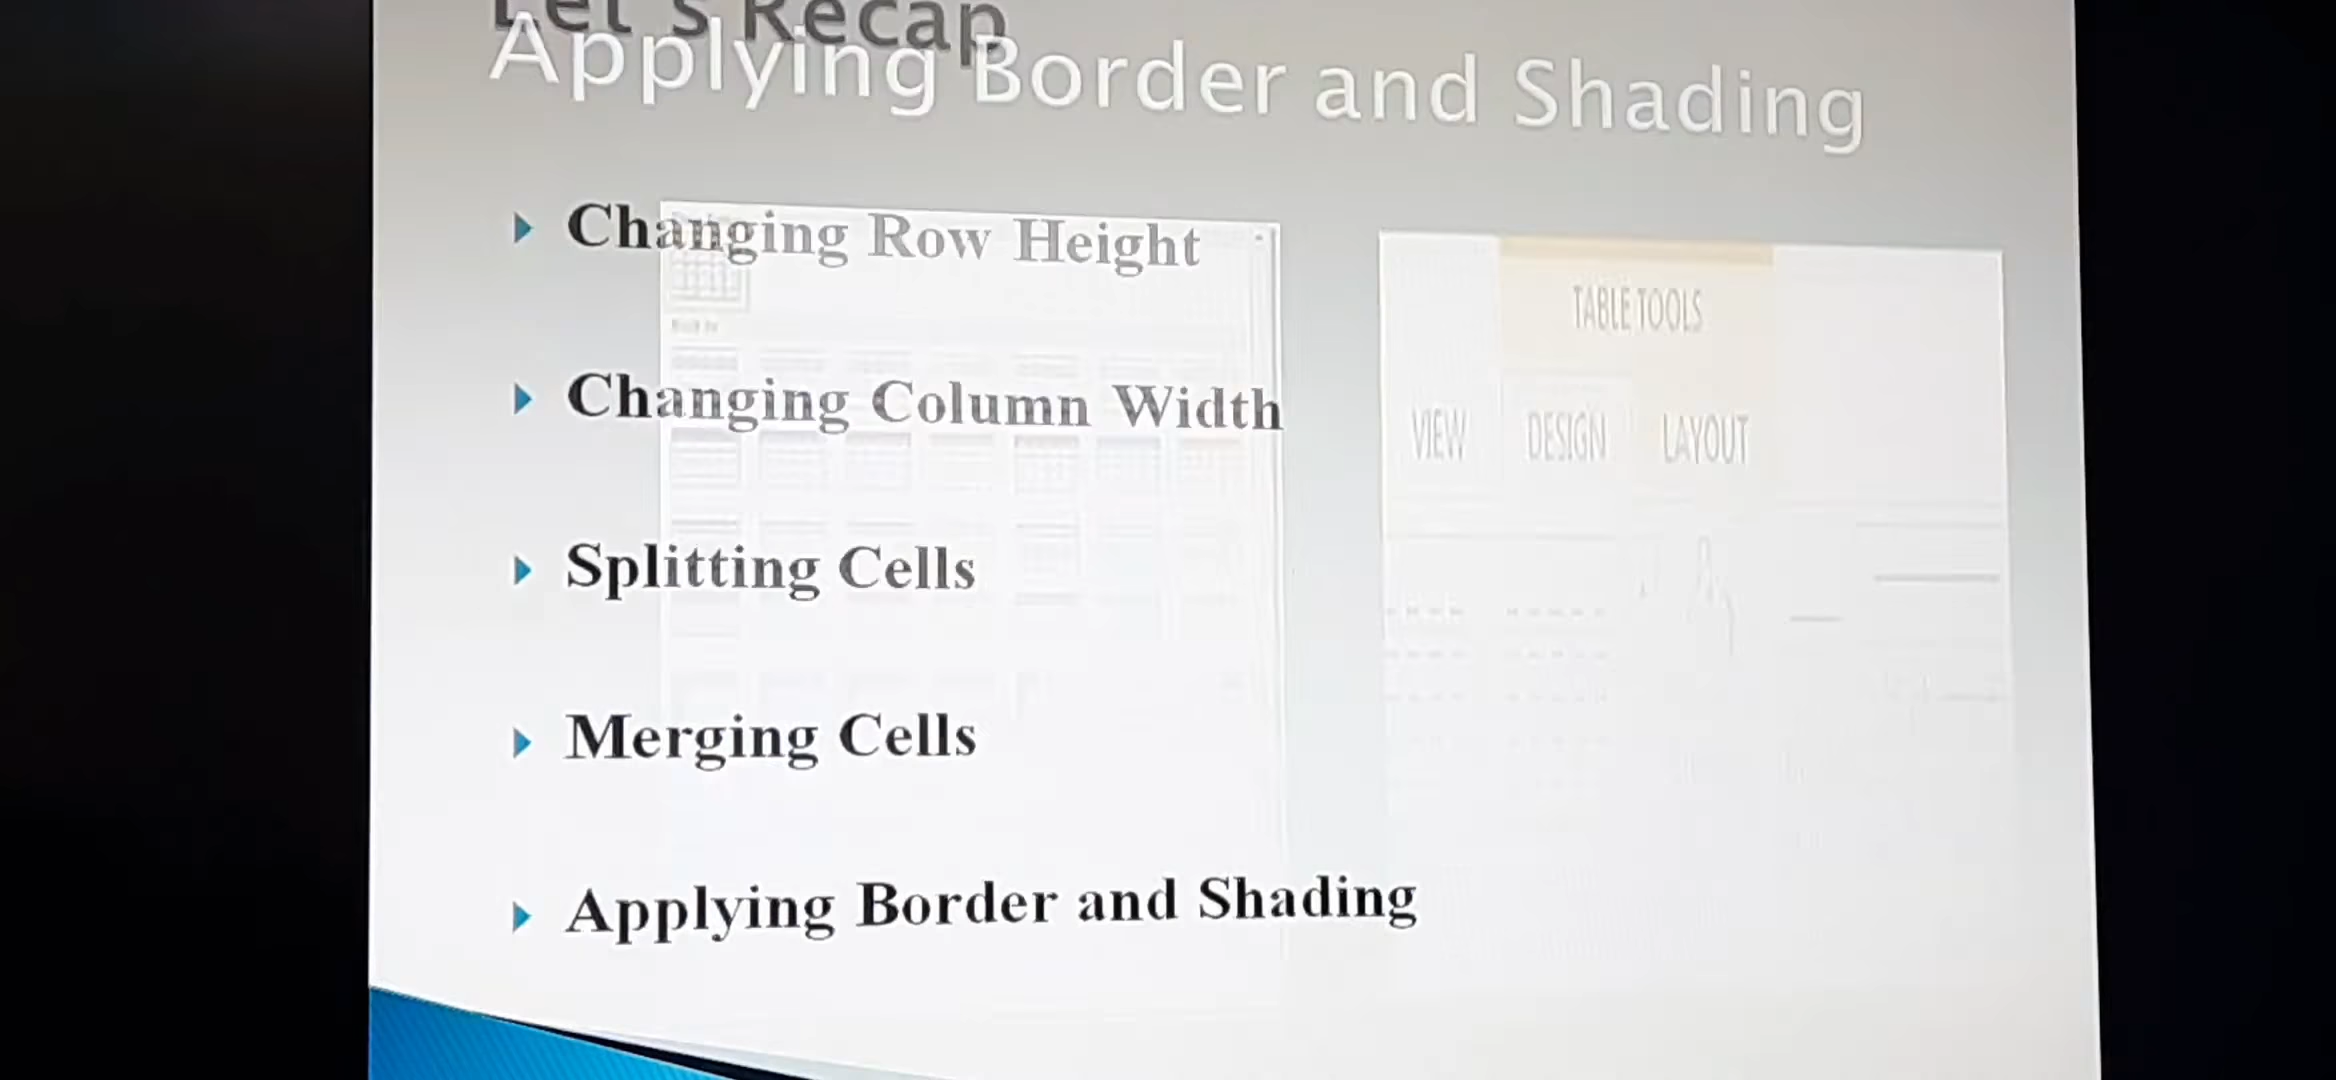 Let's Recap
Applying Border and Shading
Changing Row Height
Changing Column Width
Splitting Cells
Merging Cells
Applying Border and Shading
TABLE TOOLS
VIEW DESIGN LAYOUT